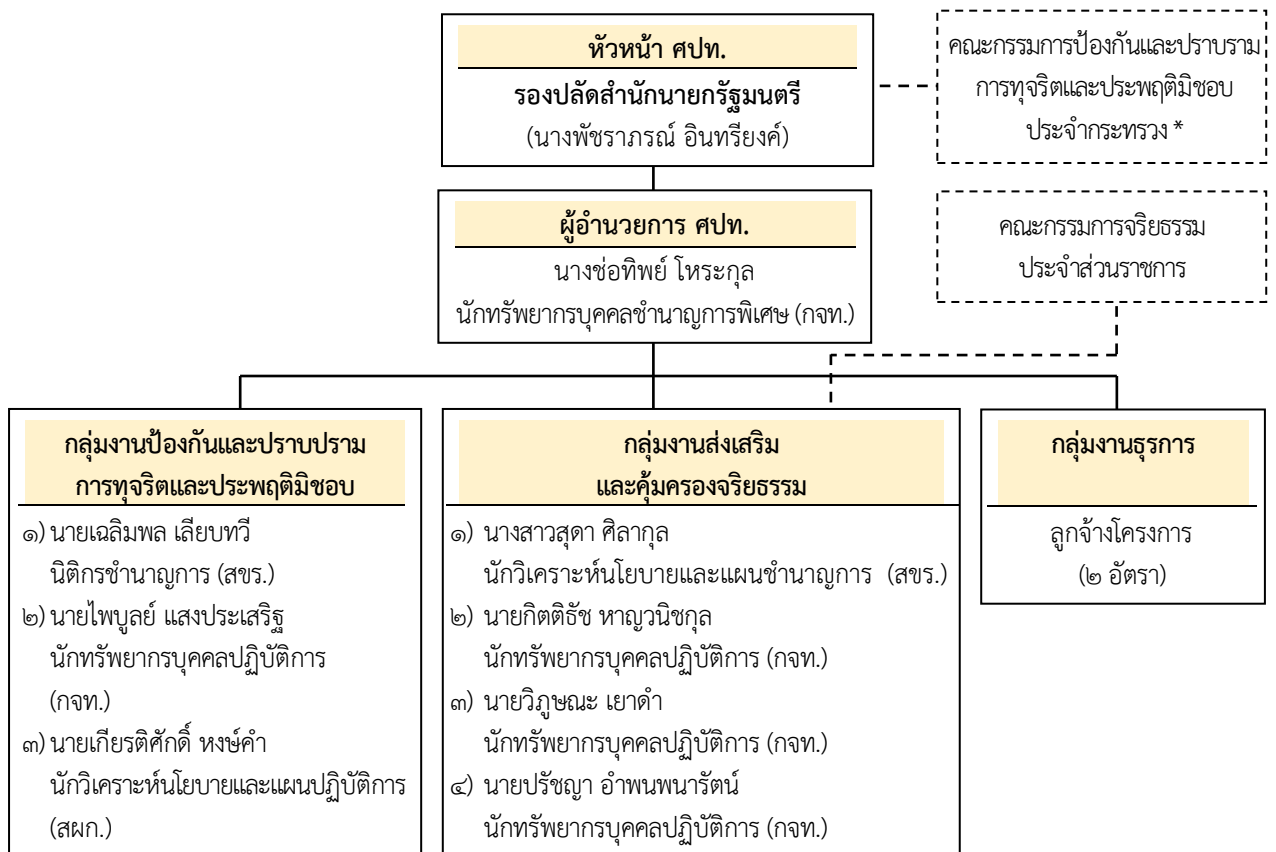 หัวหน้า ศปท.
รองปลัดสำนักนายกรัฐมนตรี
(นางพัชราภรณ์ อินทรียงค์)
คณะกรรมการป้องกันและปราบราม
การทุจริตและประพฤติมิชอบ
ประจำกระทรวง *
ผู้อำนวยการ ศปท.
นางช่อทิพย์ โหระกุล
นักทรัพยากรบุคคลชำนาญการพิเศษ (กจท.)
คณะกรรมการจริยธรรม
ประจำส่วนราชการ
กลุ่มงานป้องกันและปราบปราม
การทุจริตและประพฤติมิชอบ
๑) นายเฉลิมพล เลียบทวี
นิติกรชำนาญการ (สขร.)
๒) นายไพบูลย์ แสงประเสริฐ
นักทรัพยากรบุคคลปฏิบัติการ
(กจท.)
๓) นายเกียรติศักดิ์ หงษ์คำ
นักวิเคราะห์นโยบายและแผนปฏิบัติการ
(สผก.)
กลุ่มงานส่งเสริม
และคุ้มครองจริยธรรม
๑) นางสาวสุดา ศิลากุล
นักวิเคราะห์นโยบายและแผนชำนาญการ (สขร.)
๒) นายกิตติธัช หาญวนิชกุล
นักทรัพยากรบุคคลปฏิบัติการ (กจท.)
๓) นายวิภูษณะ เยาดำ
นักทรัพยากรบุคคลปฏิบัติการ (กจท.)
๔) นายปรัชญา อำพนพนารัตน์
นักทรัพยากรบุคคลปฏิบัติการ (กจท.)
กลุ่มงานธุรการ
ลูกจ้างโครงการ
(๒ อัตรา)